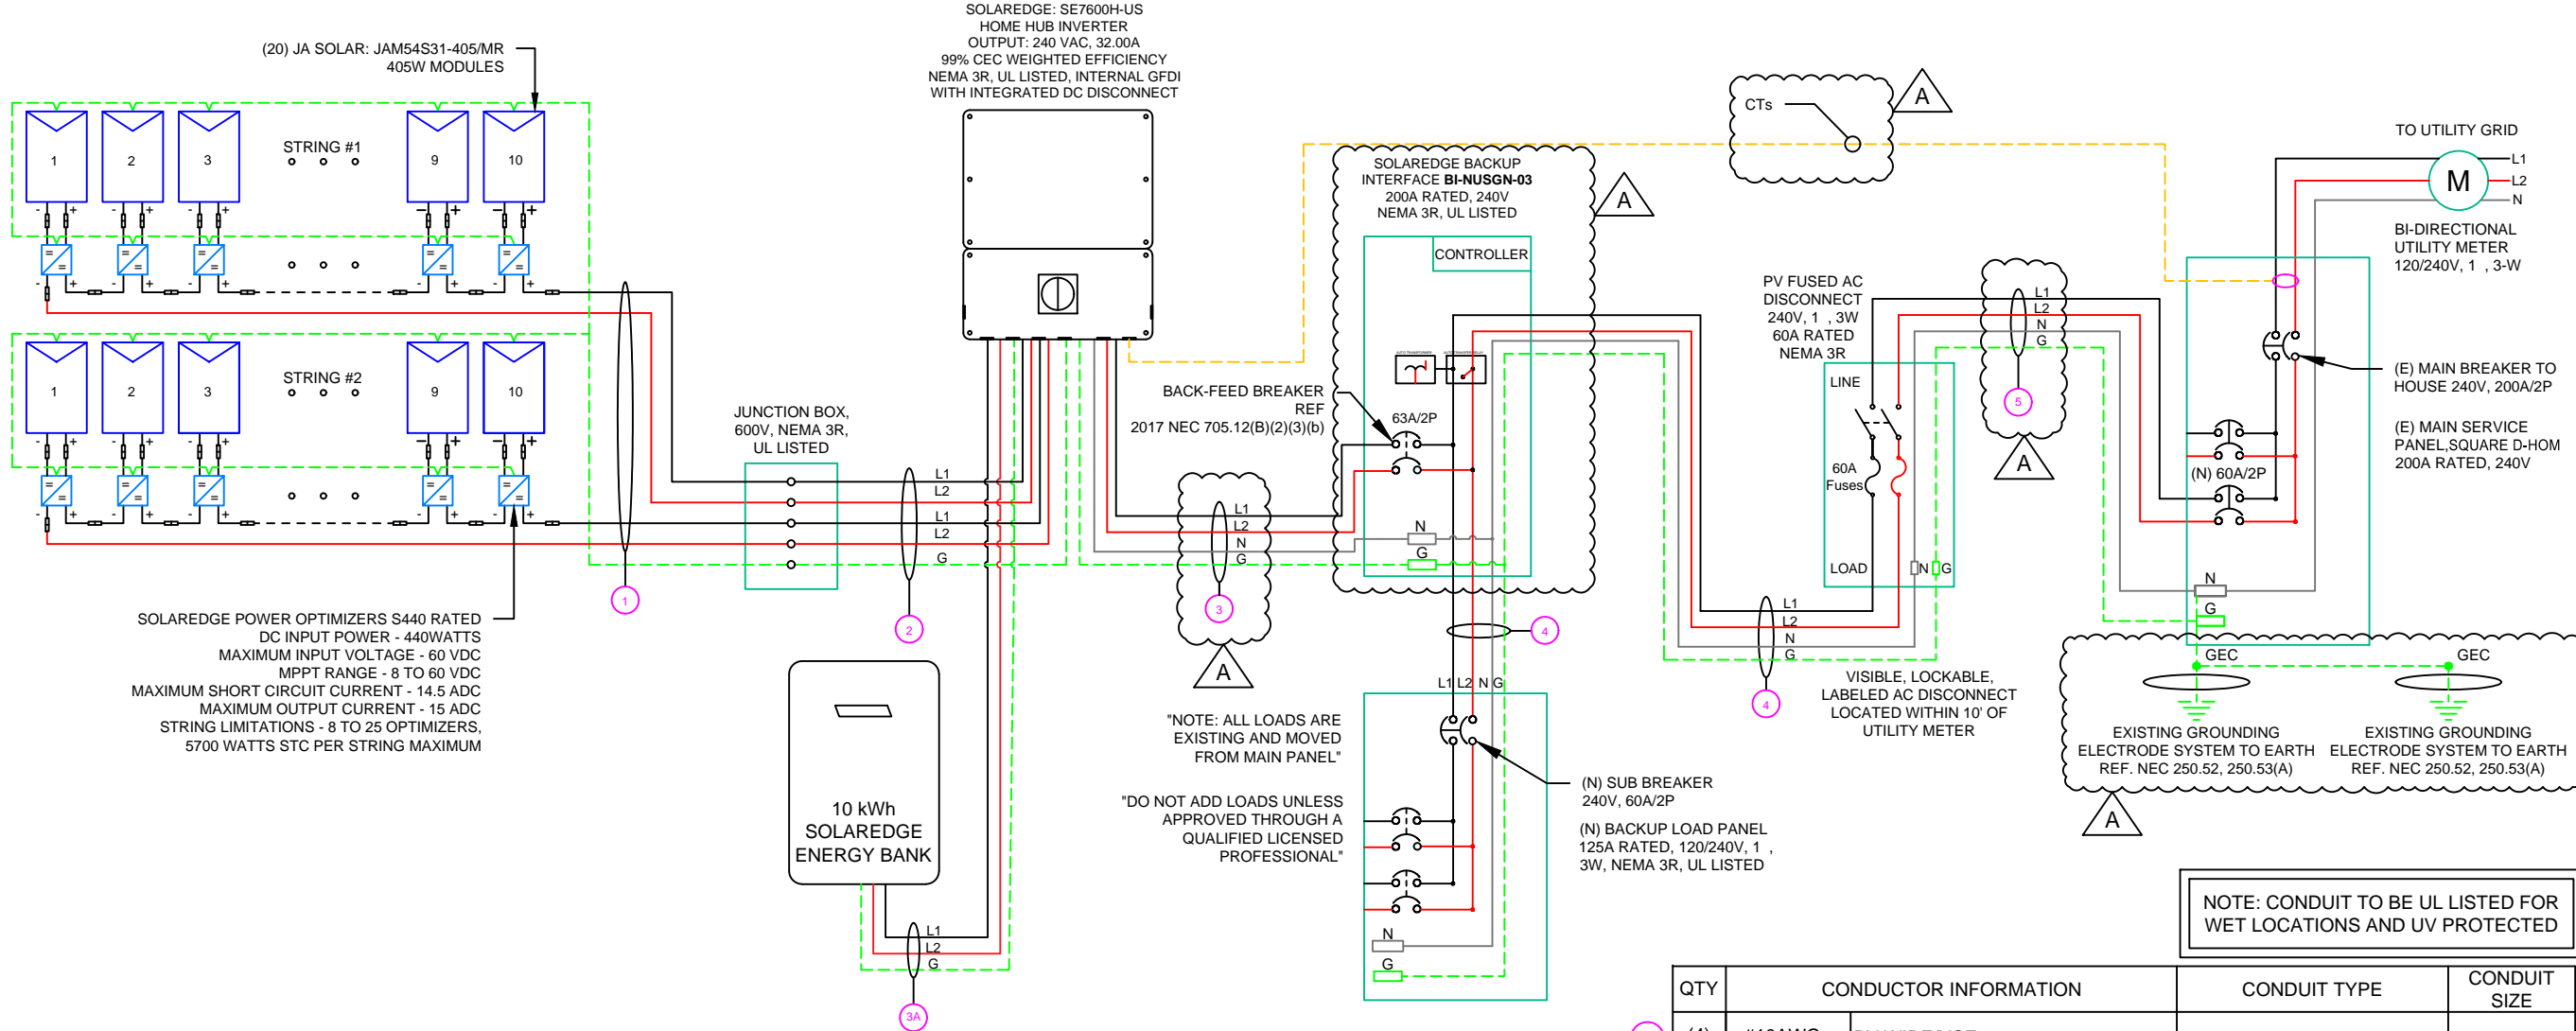 SOLAREDGE: SE7600H-US
HOME HUB INVERTER
OUTPUT: 240 VAC, 32.00A
99% CEC WEIGHTED EFFICIENCY
NEMA 3R, UL LISTED, INTERNAL GFDI
WITH INTEGRATED DC DISCONNECT
(20) JA SOLAR: JAM54S31-405/MR
405W MODULES
STRING #1
1
2
3
9
10
- + - + - + - + - +
- + - + - + - + - +
STRING #2
1
2
3
9
10
- + - + - + - + - +
- + - + - + - + - +
SOLAREDGE POWER OPTIMIZERS S440 RATED
DC INPUT POWER - 440WATTS
MAXIMUM INPUT VOLTAGE - 60 VDC
MPPT RANGE - 8 TO 60 VDC
MAXIMUM SHORT CIRCUIT CURRENT - 14.5 ADC
MAXIMUM OUTPUT CURRENT - 15 ADC
STRING LIMITATIONS - 8 TO 25 OPTIMIZERS,
5700 WATTS STC PER STRING MAXIMUM
1
JUNCTION BOX,
600V, NEMA 3R,
UL LISTED
L1
L2
L1
L2
G
2
10 kWh
SOLAREDGE
ENERGY BANK
L1
L2
G
3A
L1
L2
N
G
3
A
SOLAREDGE BACKUP
INTERFACE BI-NUSGN-03
200A RATED, 240V
NEMA 3R, UL LISTED
A
CONTROLLER
AUTO TRANSFORMER
BACK-FEED BREAKER
REF
2017 NEC 705.12(B)(2)(3)(b)
63A/2P
N
G
4
L1 L2 N G
"NOTE: ALL LOADS ARE
EXISTING AND MOVED
FROM MAIN PANEL"
"DO NOT ADD LOADS UNLESS
APPROVED THROUGH A
QUALIFIED LICENSED
PROFESSIONAL"
N
G
(N) SUB BREAKER
240V, 60A/2P
(N) BACKUP LOAD PANEL
125A RATED, 120/240V, 1 ,
3W, NEMA 3R, UL LISTED
CTs
A
PV FUSED AC
DISCONNECT
240V, 1 , 3W
60A RATED
NEMA 3R
LINE
60A
Fuses
LOAD
N G
L1
L2
N
G
4
VISIBLE, LOCKABLE,
LABELED AC DISCONNECT
LOCATED WITHIN 10' OF
UTILITY METER
L1
L2
N
G
5
A
TO UTILITY GRID
M
L1
L2
N
BI-DIRECTIONAL
UTILITY METER
120/240V, 1 , 3-W
(E) MAIN BREAKER TO
HOUSE 240V, 200A/2P
(E) MAIN SERVICE
PANEL,SQUARE D-HOM
200A RATED, 240V
(N) 60A/2P
N
G
GEC
GEC
EXISTING GROUNDING
ELECTRODE SYSTEM TO EARTH
REF. NEC 250.52, 250.53(A)
EXISTING GROUNDING
ELECTRODE SYSTEM TO EARTH
REF. NEC 250.52, 250.53(A)
A
NOTE: CONDUIT TO BE UL LISTED FOR
WET LOCATIONS AND UV PROTECTED
QTY
CONDUCTOR INFORMATION
CONDUIT TYPE
CONDUIT
SIZE